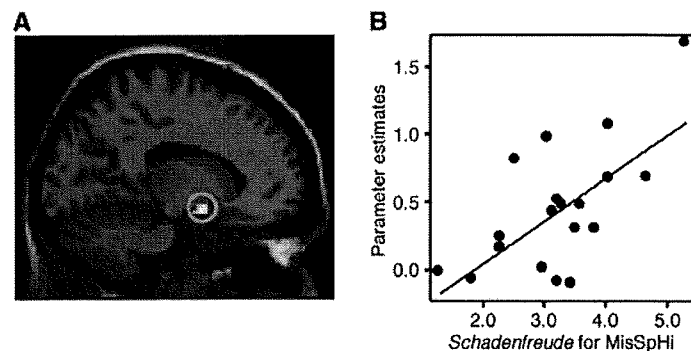 A
B
Parameter estimates
1.5
1.0
0.5
0.0
2.0 3.0 4.0 5.0
Schadenfreude for MisSpHi